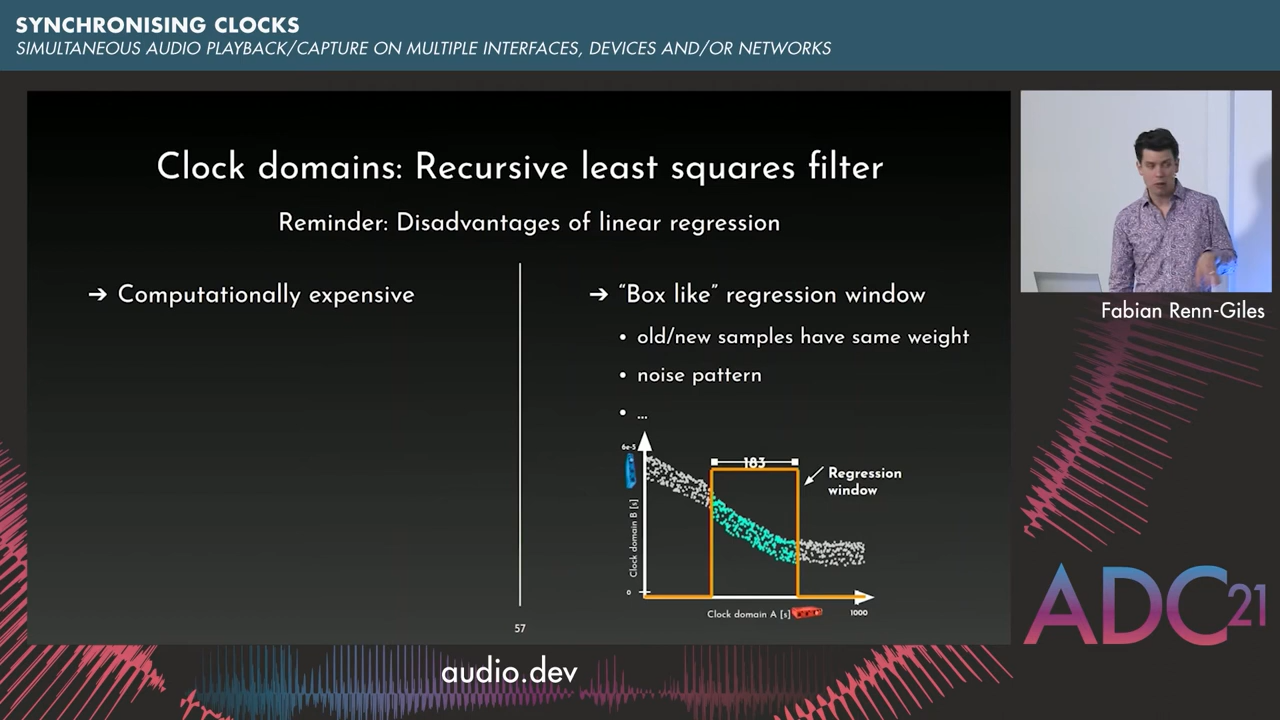 SYNCHRONISING CLOCKS
SIMULTANEOUS AUDIO PLAYBACK/CAPTURE ON MULTIPLE INTERFACES, DEVICES AND/OR NETWORKS
Clock domains: Recursive least squares filter
Reminder: Disadvantages of linear regression
➔ Computationally expensive
➔ “Box like” regression window
• old/new samples have same weight
• noise pattern
• ...
6e-5
183
Regression
window
Clock domain B [s]
0
Clock domain A [s]
1000
57
Fabian Renn-Giles
ADC21
audio.dev